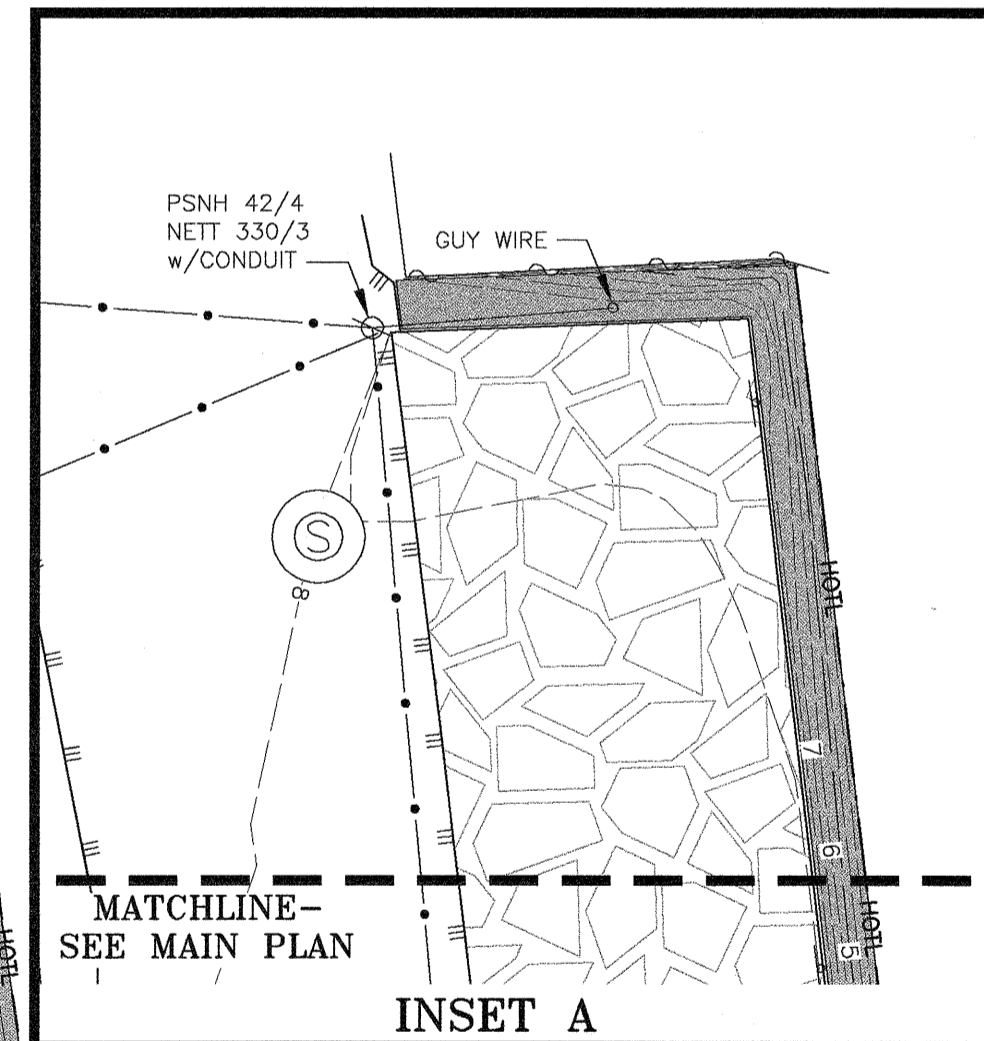 PSNH 42/4
NETT 330/3
w/CONDUIT
GUY WIRE
S
8
HOTL
7
6
HOTL
5
HOTL
MATCHLINE-
SEE MAIN PLAN
INSET A